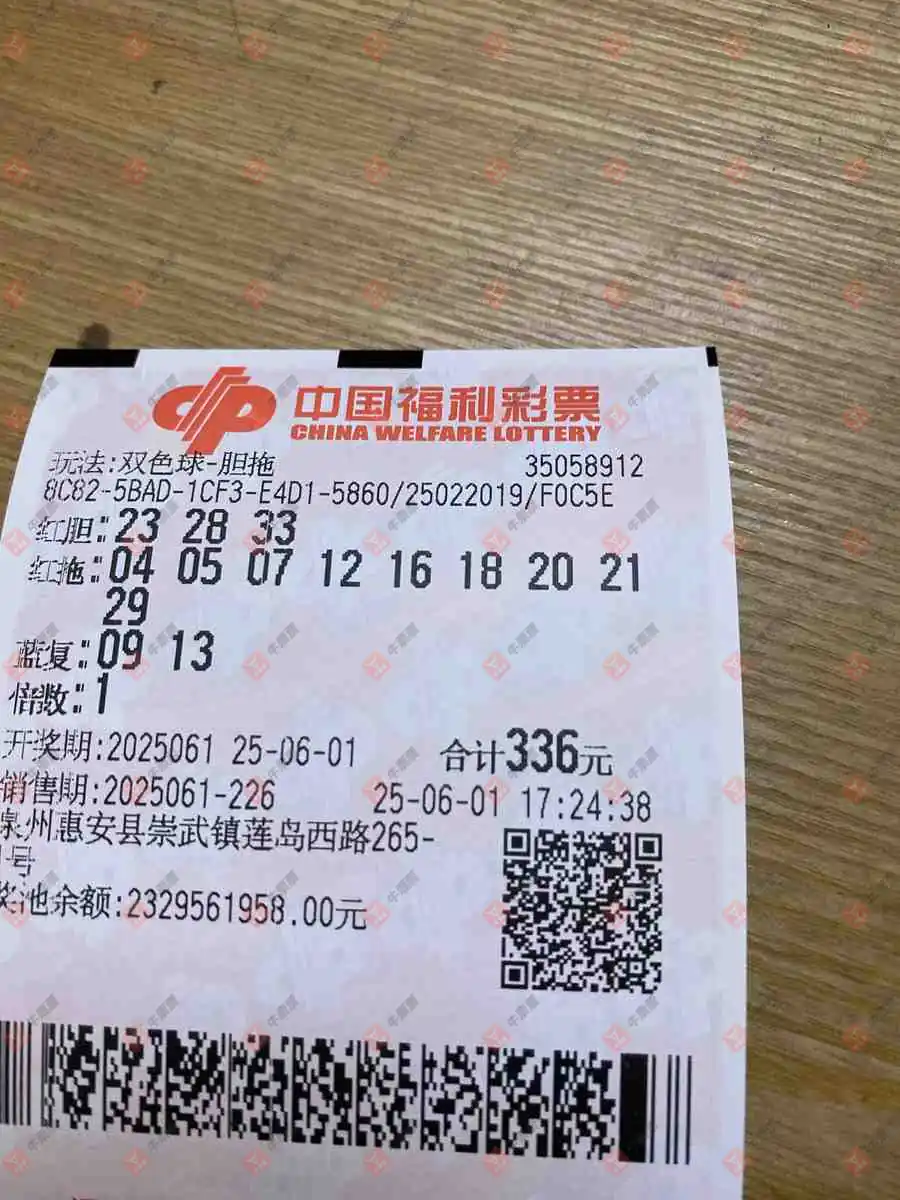 中国福利彩票
CHINA WELFARE LOTTERY
玩法:双色球-胆拖 35058912
8C82-5BAD-1CF3-E4D1-5860/25022019/F0C5E
红胆:23 28 33
红拖:04 05 07 12 16 18 20 21
29
蓝复:09 13
倍数:1
开奖期:2025061 25-06-01 合计336元
销售期:2025061-226 25-06-01 17:24:38
泉州惠安县崇武镇莲岛西路265-
号
奖池余额:2329561958.00元